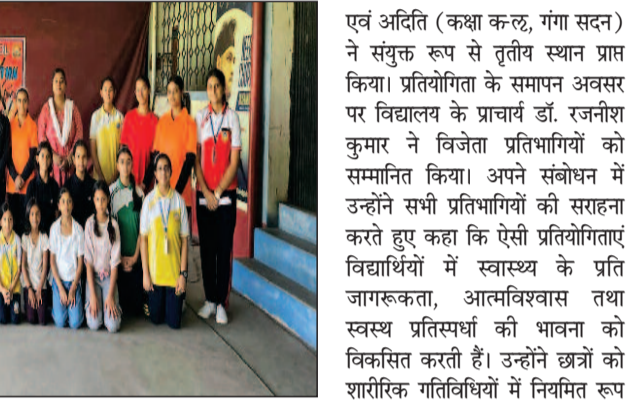 एवं अदिति (कक्षा क-ल्, गंगा सदन)
ने संयुक्त रूप से तृतीय स्थान प्राप्त
किया। प्रतियोगिता के समापन अवसर
पर विद्यालय के प्राचार्य डॉ. रजनीश
कुमार ने विजेता प्रतिभागियों को
सम्मानित किया। अपने संबोधन में
उन्होंने सभी प्रतिभागियों की सराहना
करते हुए कहा कि ऐसी प्रतियोगिताएं
विद्यार्थियों में स्वास्थ्य के प्रति
जागरूकता, आत्मविश्वास तथा
स्वस्थ प्रतिस्पर्धा की भावना को
विकसित करती हैं। उन्होंने छात्रों को
शारीरिक गतिविधियों में नियमित रूप